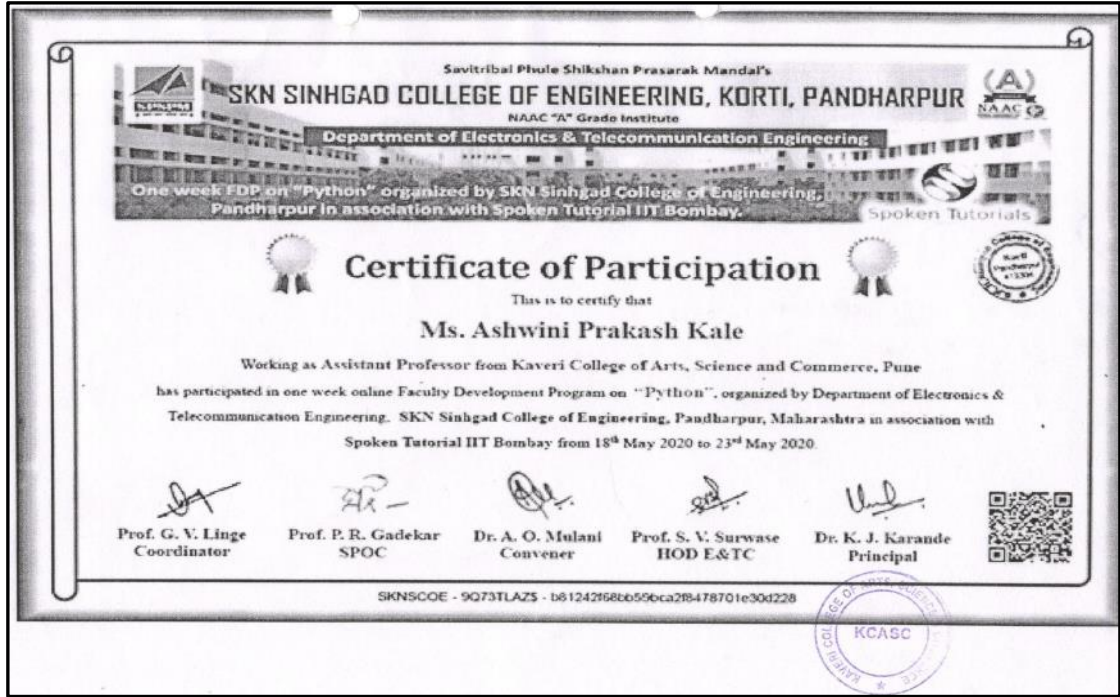 Savitribai Phule Shikshan Prasarak Mandal's
SKN SINHGAD COLLEGE OF ENGINEERING, KORTI, PANDHARPUR
NAAC "A" Grade Institute
Department of Electronics & Telecommunication Engineering
One week FDP on "Python" organized by SKN Sinhgad College of Engineering,
Pandharpur in association with Spoken Tutorial IIT Bombay.
SPSPM
A
NAAC
Spoken Tutorials
Certificate of Participation
This is to certify that
Ms. Ashwini Prakash Kale
Working as Assistant Professor from Kaveri College of Arts, Science and Commerce, Pune
has participated in one week online Faculty Development Program on "Python", organized by Department of Electronics &
Telecommunication Engineering, SKN Sinhgad College of Engineering, Pandharpur, Maharashtra in association with
Spoken Tutorial IIT Bombay from 18th May 2020 to 23rd May 2020.
Prof. G. V. Linge
Coordinator
Prof. P. R. Gadekar
SPOC
Dr. A. O. Mulani
Convener
Prof. S. V. Surwase
HOD E&TC
Dr. K. J. Karande
Principal
KCASC